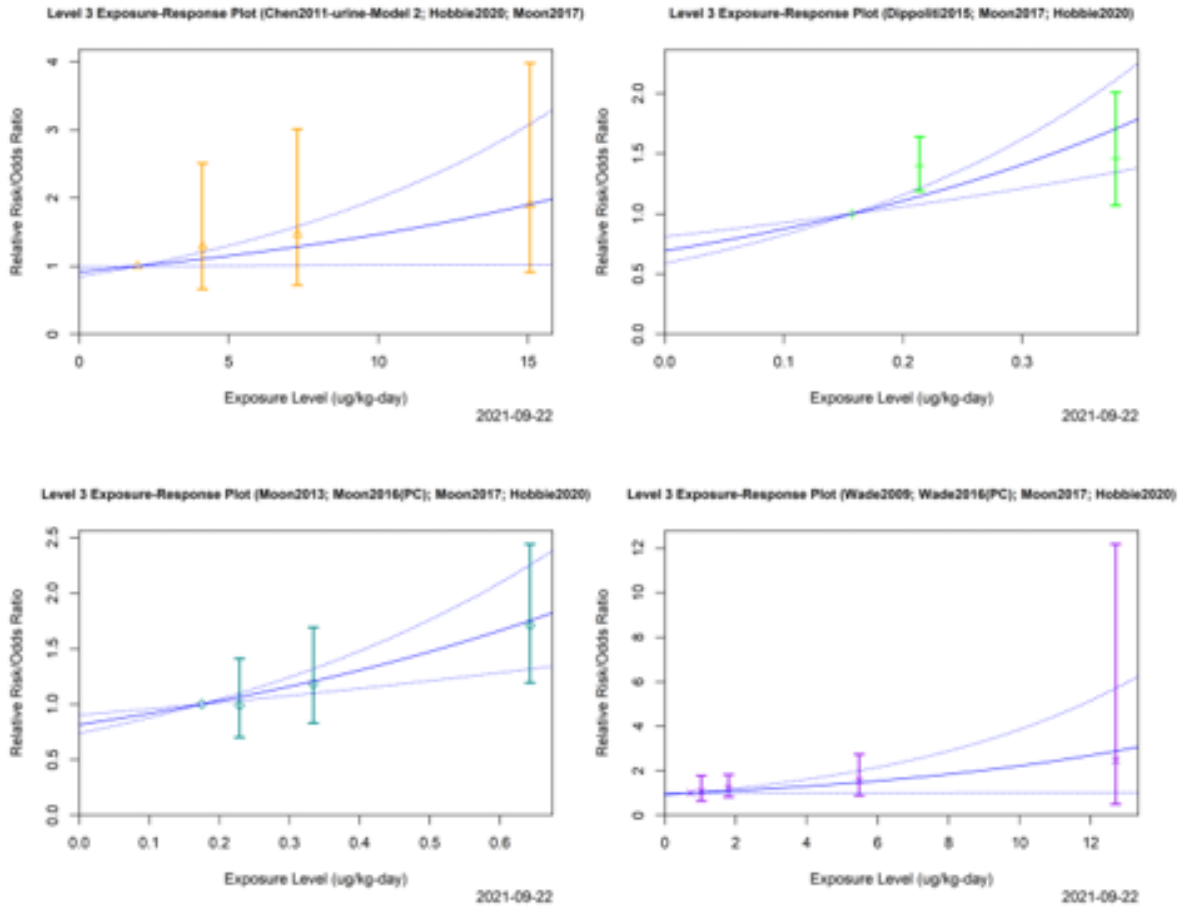 Level 3 Exposure-Response Plot (Chen2011-urine-Model 2; Hobbie2020; Moon2017)
Relative Risk/Odds Ratio
4
3
2
1
0
0 5 10 15
Exposure Level (ug/kg-day)
2021-09-22
Level 3 Exposure-Response Plot (Dippoliti2015; Moon2017; Hobbie2020)
Relative Risk/Odds Ratio
2.0
1.5
1.0
0.5
0.0
0.0 0.1 0.2 0.3
Exposure Level (ug/kg-day)
2021-09-22
Level 3 Exposure-Response Plot (Moon2013; Moon2016(PC); Moon2017; Hobbie2020)
Relative Risk/Odds Ratio
2.5
2.0
1.5
1.0
0.5
0.0
0.0 0.1 0.2 0.3 0.4 0.5 0.6
Exposure Level (ug/kg-day)
2021-09-22
Level 3 Exposure-Response Plot (Wade2009; Wade2016(PC); Moon2017; Hobbie2020)
Relative Risk/Odds Ratio
12
10
8
6
4
2
0
0 2 4 6 8 10 12
Exposure Level (ug/kg-day)
2021-09-22